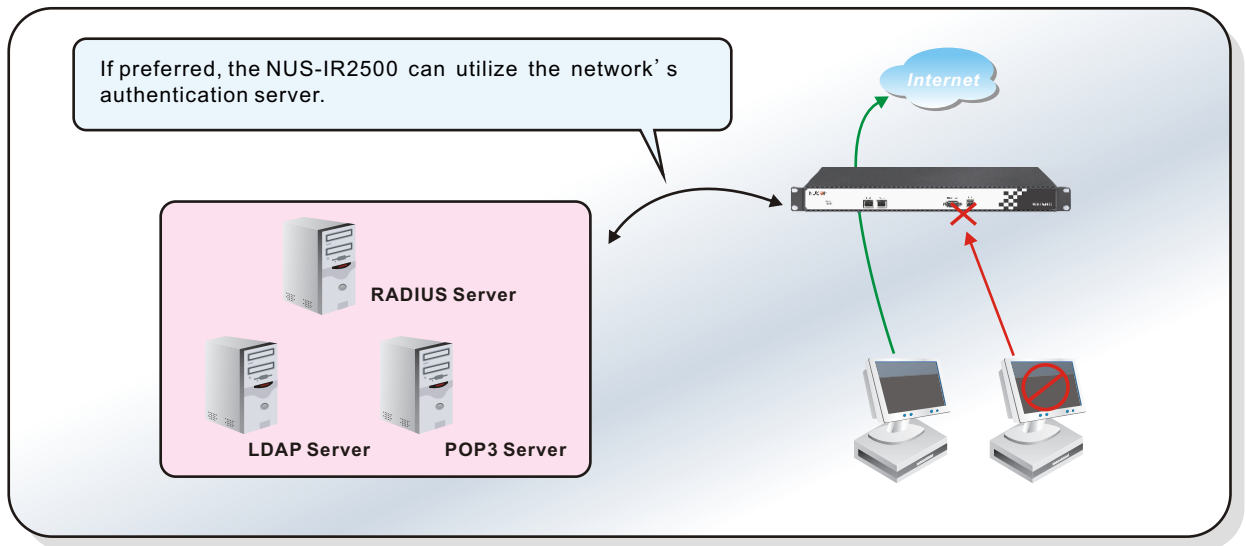 If preferred, the NUS-IR2500 can utilize the network's
authentication server.
Internet
RADIUS Server
LDAP Server
POP3 Server